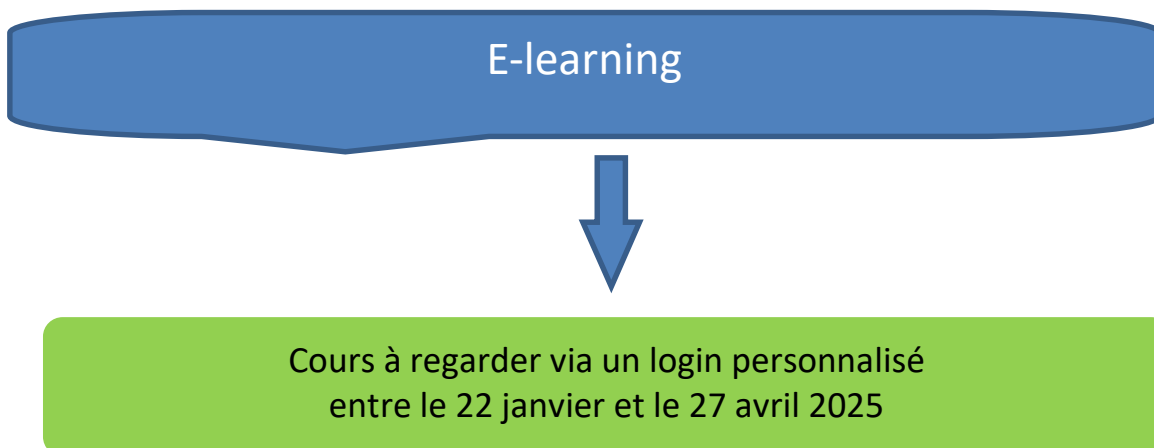 E-learning
Cours à regarder via un login personnalisé
entre le 22 janvier et le 27 avril 2025